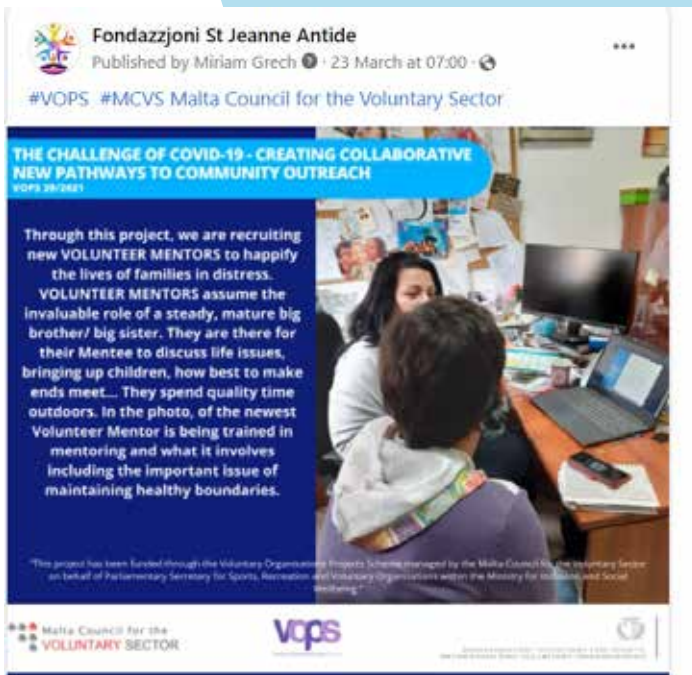 Fondazzjoni St Jeanne Antide
Published by Miriam Grech · 23 March at 07:00 ·
#VOPS #MCVS Malta Council for the Voluntary Sector
THE CHALLENGE OF COVID-19 - CREATING COLLABORATIVE
NEW PATHWAYS TO COMMUNITY OUTREACH
VOPS 29/2021
Through this project, we are recruiting
new VOLUNTEER MENTORS to happify
the lives of families in distress.
VOLUNTEER MENTORS assume the
invaluable role of a steady, mature big
brother/ big sister. They are there for
their Mentee to discuss life issues,
bringing up children, how best to make
ends meet... They spend quality time
outdoors. In the photo, of the newest
Volunteer Mentor is being trained in
mentoring and what it involves
including the important issue of
maintaining healthy boundaries.
"This project has been funded through the Voluntary Organisations Projects Scheme managed by the Malta Council for the Voluntary Sector
on behalf of Parliamentary Secretary for Sports, Recreation and Voluntary Organisations within the Ministry for Inclusion and Social
Wellbeing."
Malta Council for the
VOLUNTARY SECTOR
vops